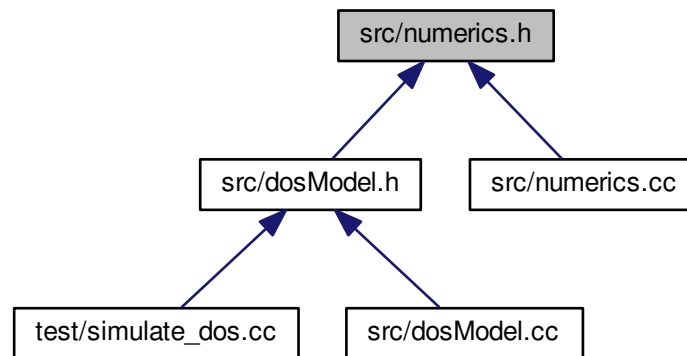 src/numerics.h
src/dosModel.h
src/numerics.cc
test/simulate_dos.cc
src/dosModel.cc